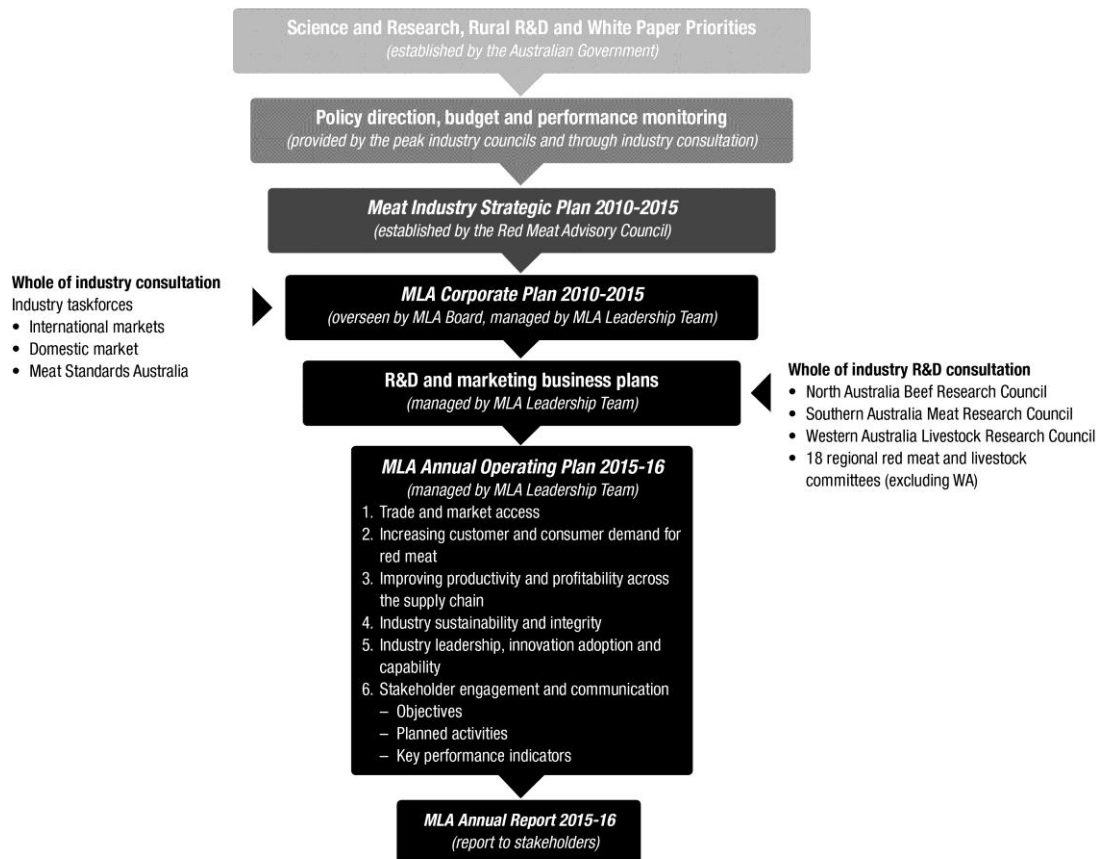 Science and Research, Rural R&D and White Paper Priorities
(established by the Australian Government)
Policy direction, budget and performance monitoring
(provided by the peak industry councils and through industry consultation)
Meat Industry Strategic Plan 2010-2015
(established by the Red Meat Advisory Council)
Whole of industry consultation
Industry taskforces
• International markets
• Domestic market
• Meat Standards Australia
MLA Corporate Plan 2010-2015
(overseen by MLA Board, managed by MLA Leadership Team)
R&D and marketing business plans
(managed by MLA Leadership Team)
Whole of industry R&D consultation
• North Australia Beef Research Council
• Southern Australia Meat Research Council
• Western Australia Livestock Research Council
• 18 regional red meat and livestock
committees (excluding WA)
MLA Annual Operating Plan 2015-16
(managed by MLA Leadership Team)
1. Trade and market access
2. Increasing customer and consumer demand for
red meat
3. Improving productivity and profitability across
the supply chain
4. Industry sustainability and integrity
5. Industry leadership, innovation adoption and
capability
6. Stakeholder engagement and communication
– Objectives
– Planned activities
– Key performance indicators
MLA Annual Report 2015-16
(report to stakeholders)